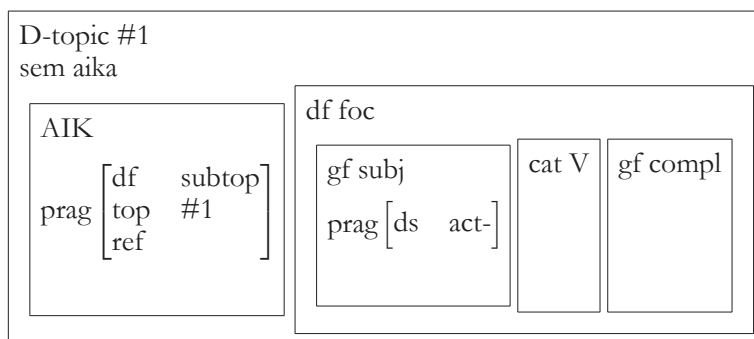 D-topic #1
sem aika
AIK
prag [df subtop
top #1
ref]
df foc
gf subj
prag [ds act-]
cat V
gf compl